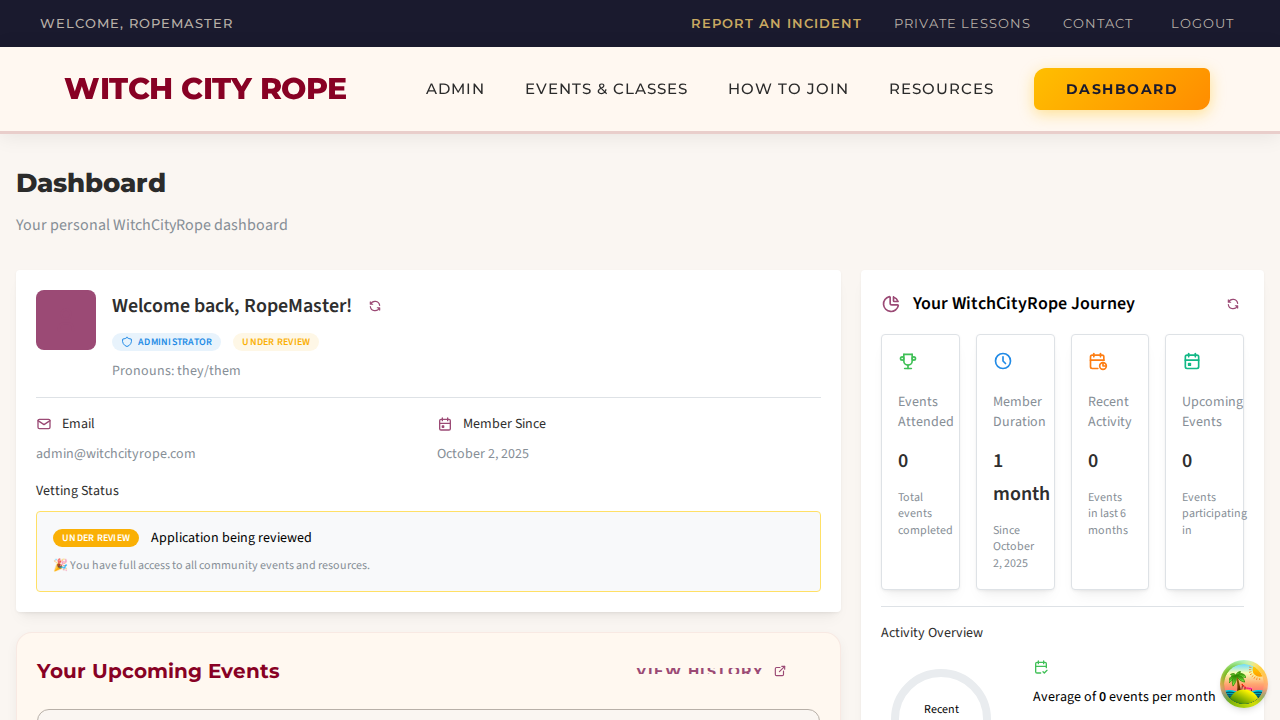 WELCOME, ROPEMASTER
REPORT AN INCIDENT
PRIVATE LESSONS
CONTACT
LOGOUT
WITCH CITY ROPE
ADMIN
EVENTS & CLASSES
HOW TO JOIN
RESOURCES
DASHBOARD
Dashboard
Your personal WitchCityRope dashboard
Welcome back, RopeMaster!
ADMINISTRATOR
UNDER REVIEW
Pronouns: they/them
Email
admin@witchcityrope.com
Member Since
October 2, 2025
Vetting Status
UNDER REVIEW
Application being reviewed
🎉 You have full access to all community events and resources.
Your Upcoming Events
VIEW HISTORY
Your WitchCityRope Journey
Events
Attended
0
Total
events
completed
Member
Duration
1
month
Since
October
2, 2025
Recent
Activity
0
Events
in last 6
months
Upcoming
Events
0
Events
participating
in
Activity Overview
Recent
Average of 0 events per month